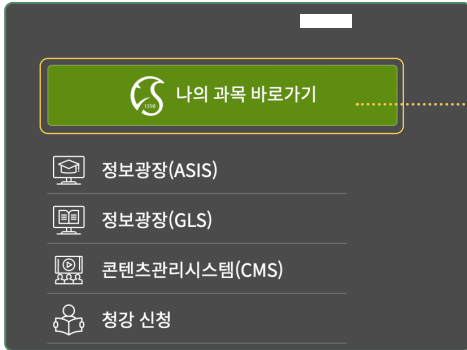 1398
나의 과목 바로가기
정보광장(ASIS)
정보광장(GLS)
콘텐츠관리시스템(CMS)
청강 신청